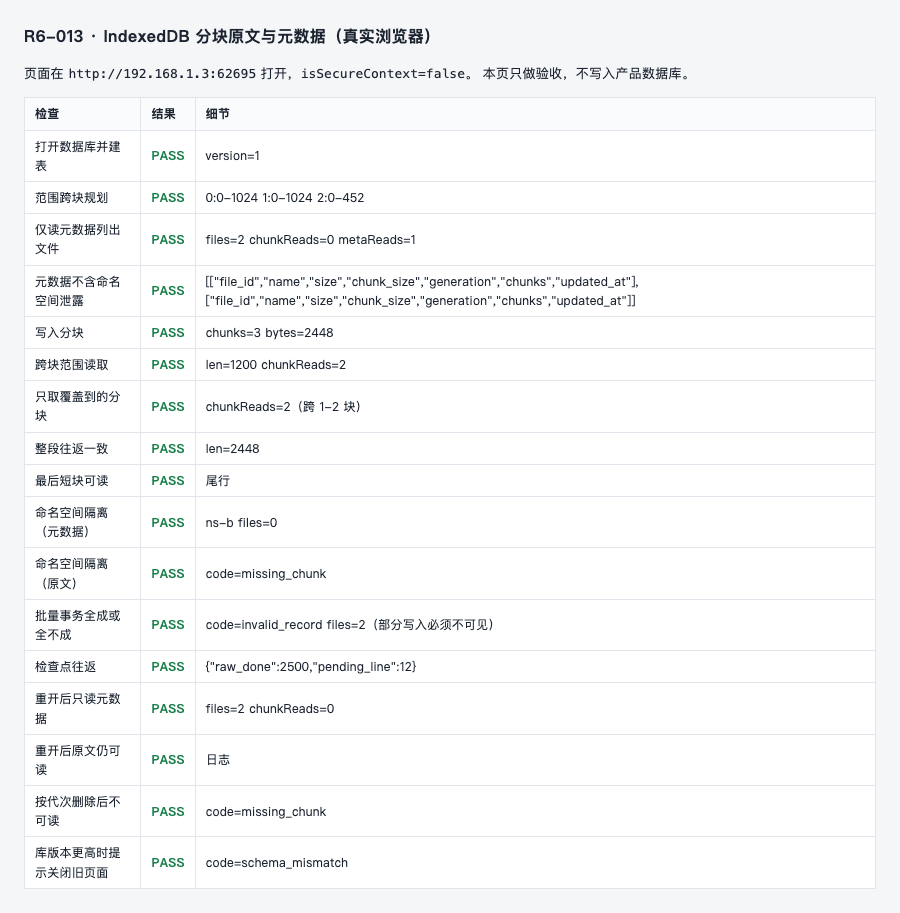 R6-013 · IndexedDB 分块原文与元数据（真实浏览器）
页面在 http://192.168.1.3:62695 打开，isSecureContext=false。 本页只做验收，不写入产品数据库。
检查 结果 细节
打开数据库并建
表 PASS version=1
范围跨块规划 PASS 0:0-1024 1:0-1024 2:0-452
仅读元数据列出
文件 PASS files=2 chunkReads=0 metaReads=1
元数据不含命名
空间泄露 PASS [["file_id","name","size","chunk_size","generation","chunks","updated_at"],
["file_id","name","size","chunk_size","generation","chunks","updated_at"]]
写入分块 PASS chunks=3 bytes=2448
跨块范围读取 PASS len=1200 chunkReads=2
只取覆盖到的分
块 PASS chunkReads=2（跨 1-2 块）
整段往返一致 PASS len=2448
最后短块可读 PASS 尾行
命名空间隔离
（元数据） PASS ns-b files=0
命名空间隔离
（原文） PASS code=missing_chunk
批量事务全成或
全不成 PASS code=invalid_record files=2（部分写入必须不可见）
检查点往返 PASS {"raw_done":2500,"pending_line":12}
重开后只读元数
据 PASS files=2 chunkReads=0
重开后原文仍可
读 PASS 日志
按代次删除后不
可读 PASS code=missing_chunk
库版本更高时提
示关闭旧页面 PASS code=schema_mismatch